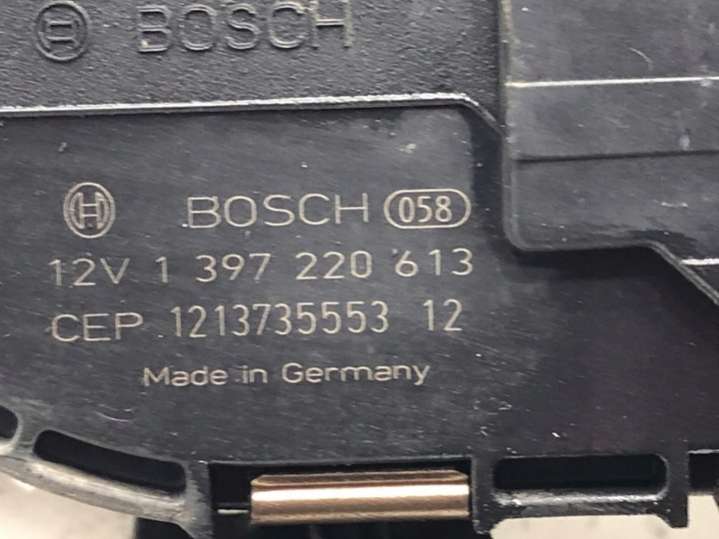 BOSCH
BOSCH 058
12V 1 397 220 613
CEP 1213735553 12
Made in Germany